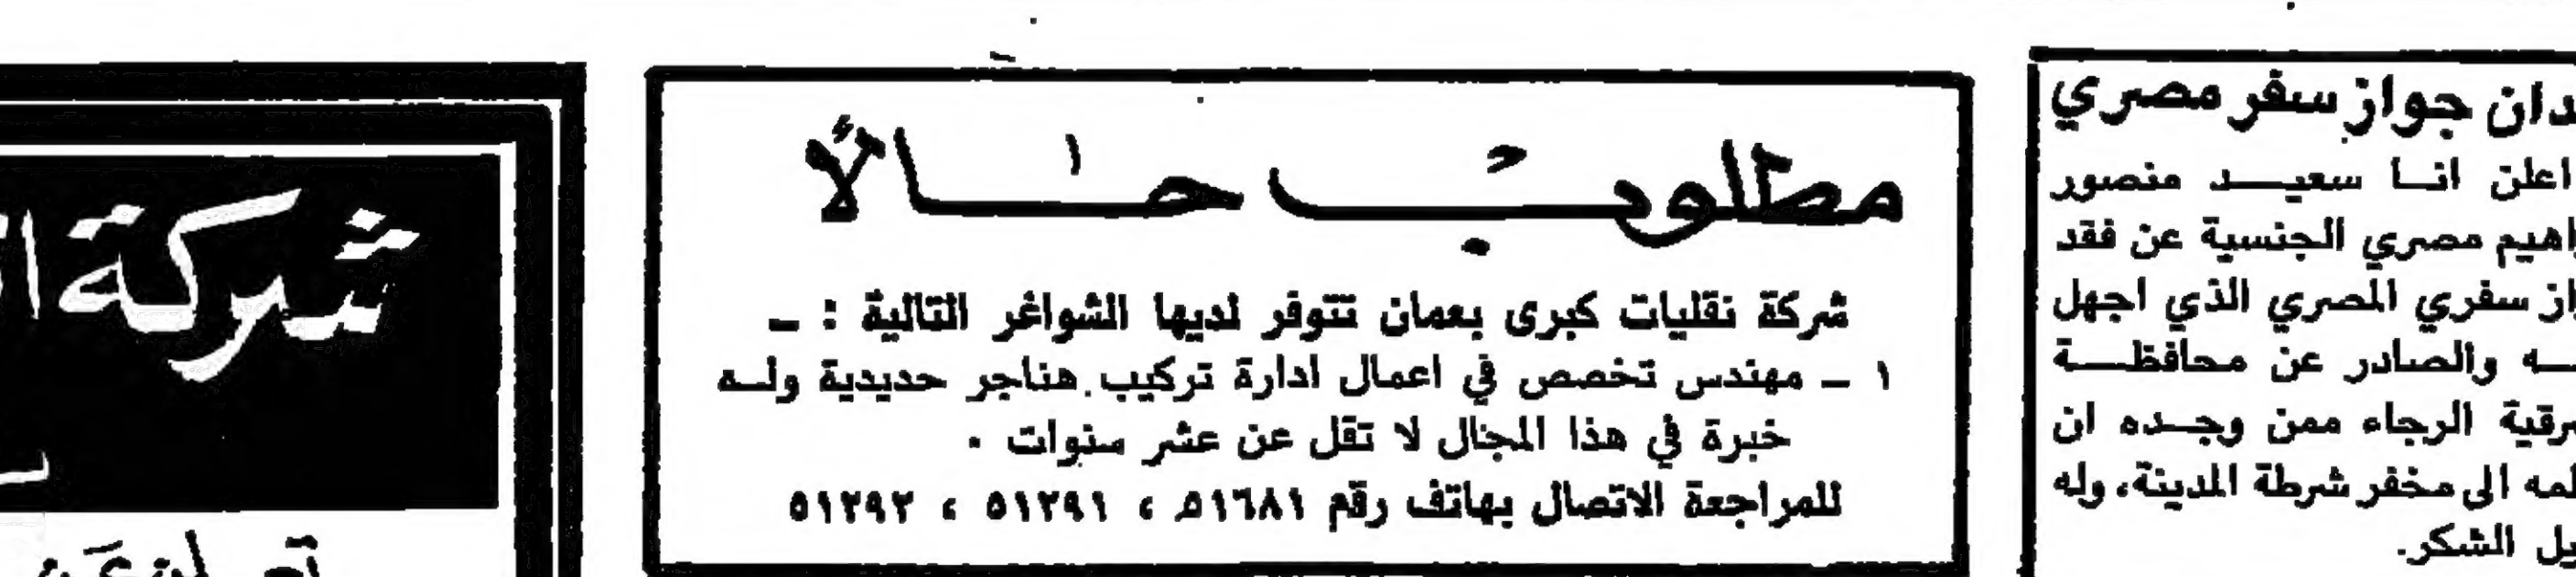 دان جواز سفر مصري
اعلن انا سعيد منصور
اهيم مصري الجنسية عن فقد
از سفري المصري الذي اجهل
ه والصادر عن محافظة
رقية الرجاء ممن وجده ان
لمه الى مخفر شرطة المدينة، وله
يل الشكر.
مطلوب حالاً
شركة نقليات كبرى بعمان تتوفر لديها الشواغر التالية : ـ
١ ـ مهندس تخصص في اعمال ادارة تركيب هناجر حديدية وله
خبرة في هذا المجال لا تقل عن عشر سنوات .
للمراجعة الاتصال بهاتف رقم ٥١٦٨١ ، ٥١٢٩١ ، ٥١٢٩٢
شركة ال